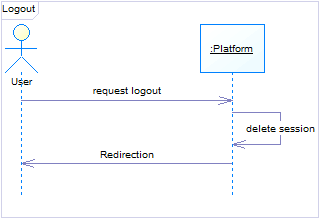 Logout
:Platform
User
request logout
delete session
Redirection